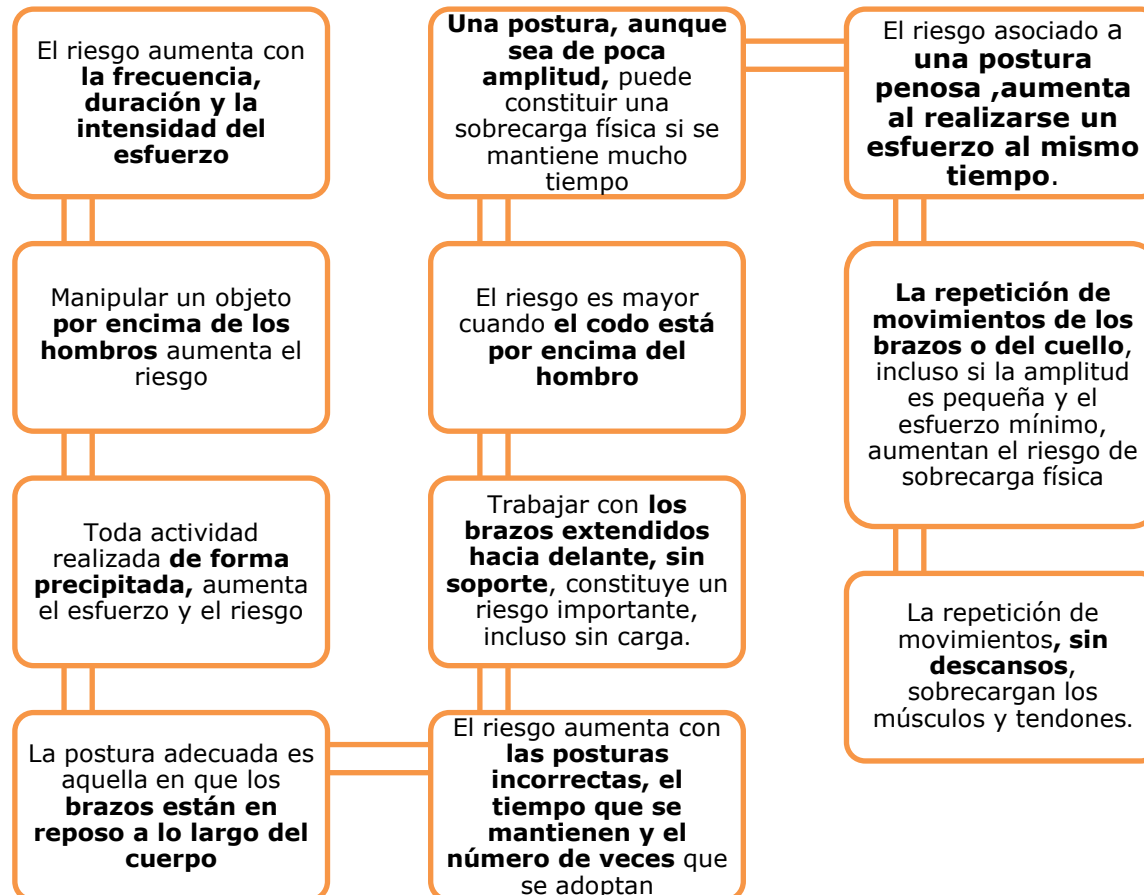 El riesgo aumenta con
la frecuencia,
duración y la
intensidad del
esfuerzo
Manipular un objeto
por encima de los
hombros aumenta el
riesgo
Toda actividad
realizada de forma
precipitada, aumenta
el esfuerzo y el riesgo
La postura adecuada es
aquella en que los
brazos están en
reposo a lo largo del
cuerpo
El riesgo aumenta con
las posturas
incorrectas, el
tiempo que se
mantienen y el
número de veces que
se adoptan
Trabajar con los
brazos extendidos
hacia delante, sin
soporte, constituye un
riesgo importante,
incluso sin carga.
El riesgo es mayor
cuando el codo está
por encima del
hombro
Una postura, aunque
sea de poca
amplitud, puede
constituir una
sobrecarga física si se
mantiene mucho
tiempo
El riesgo asociado a
una postura
penosa ,aumenta
al realizarse un
esfuerzo al mismo
tiempo.
La repetición de
movimientos de los
brazos o del cuello,
incluso si la amplitud
es pequeña y el
esfuerzo mínimo,
aumentan el riesgo de
sobrecarga física
La repetición de
movimientos, sin
descansos,
sobrecargan los
músculos y tendones.